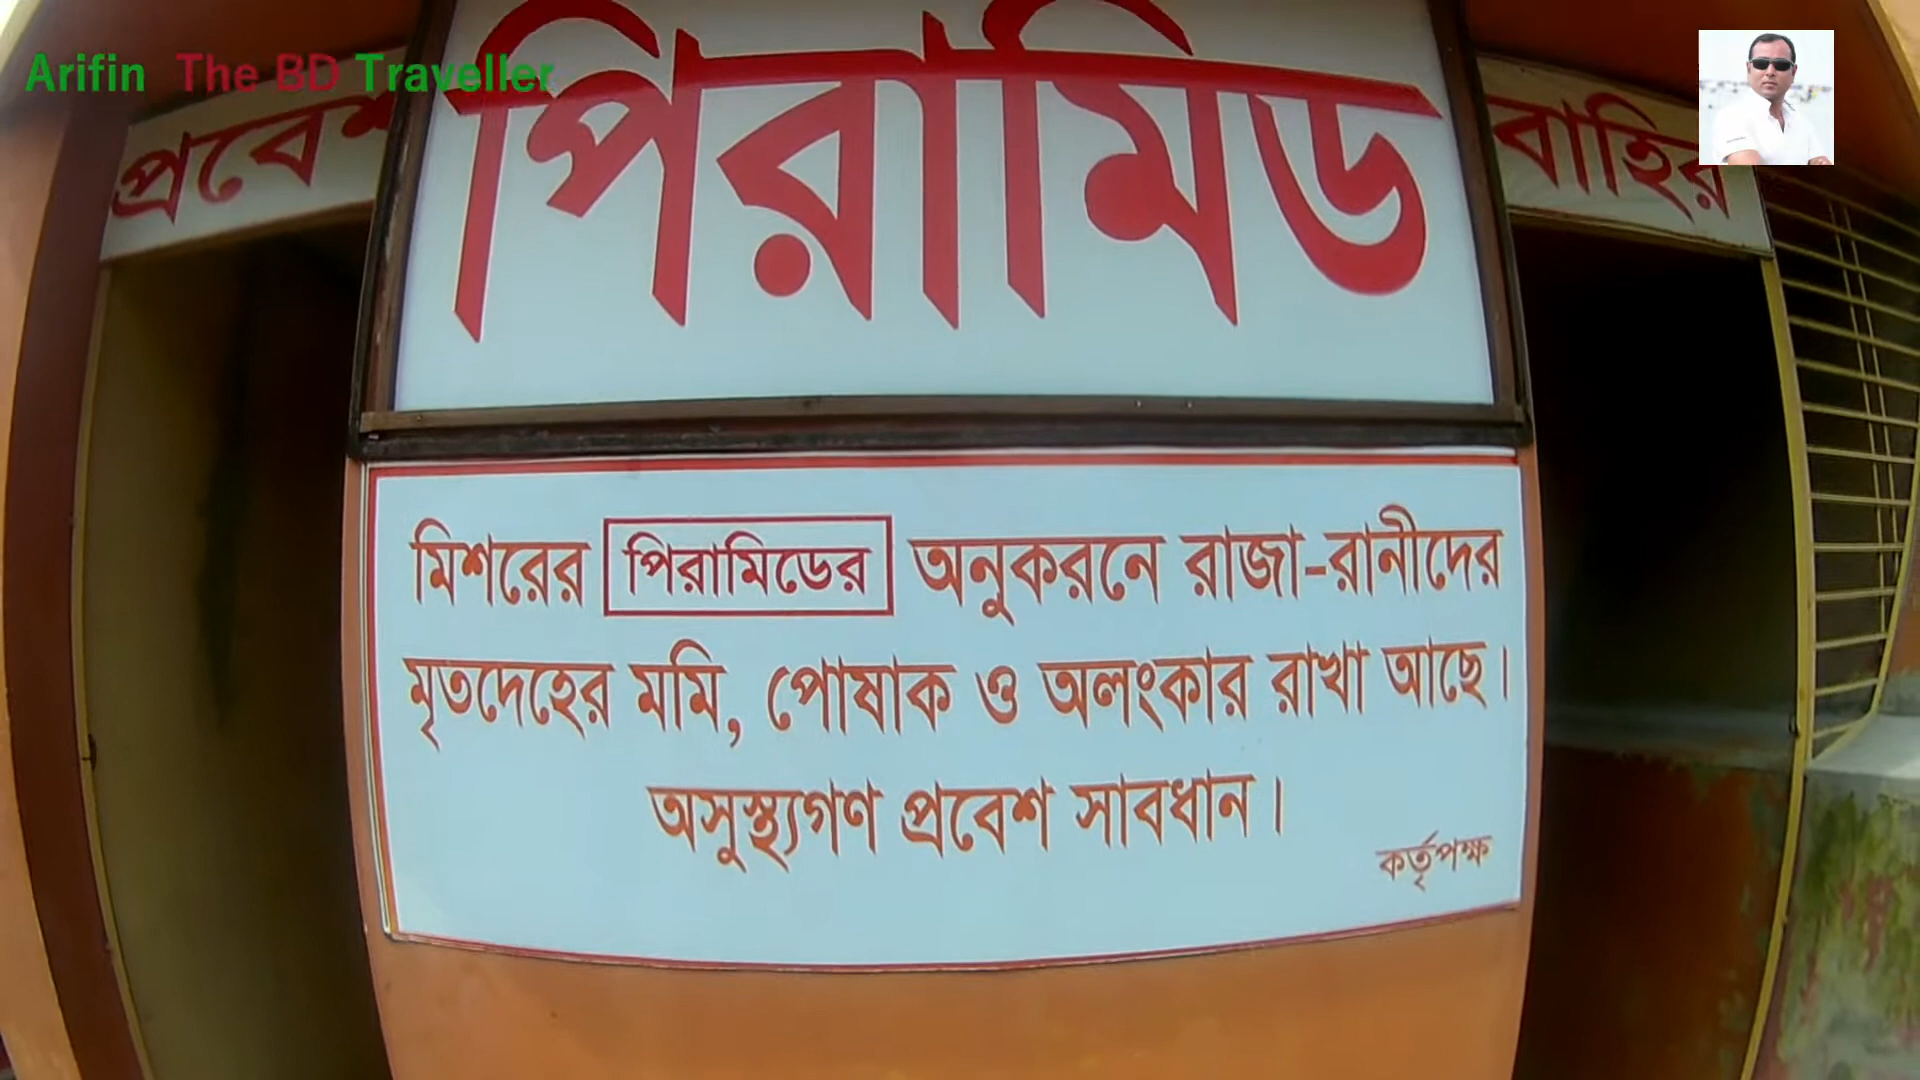 Arifin The BD Traveller
পিরামিড
প্রবেশ
বাহির
মিশরের পিরামিডের অনুকরনে রাজা-রানীদের
মৃতদেহের মমি, পোষাক ও অলংকার রাখা আছে।
অসুস্থ্যগণ প্রবেশ সাবধান।
কর্তৃপক্ষ